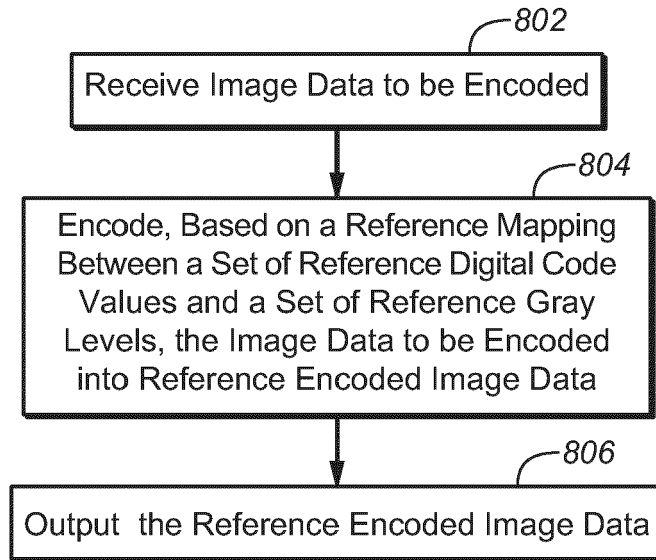 802
Receive Image Data to be Encoded
804
Encode, Based on a Reference Mapping
Between a Set of Reference Digital Code
Values and a Set of Reference Gray
Levels, the Image Data to be Encoded
into Reference Encoded Image Data
806
Output the Reference Encoded Image Data